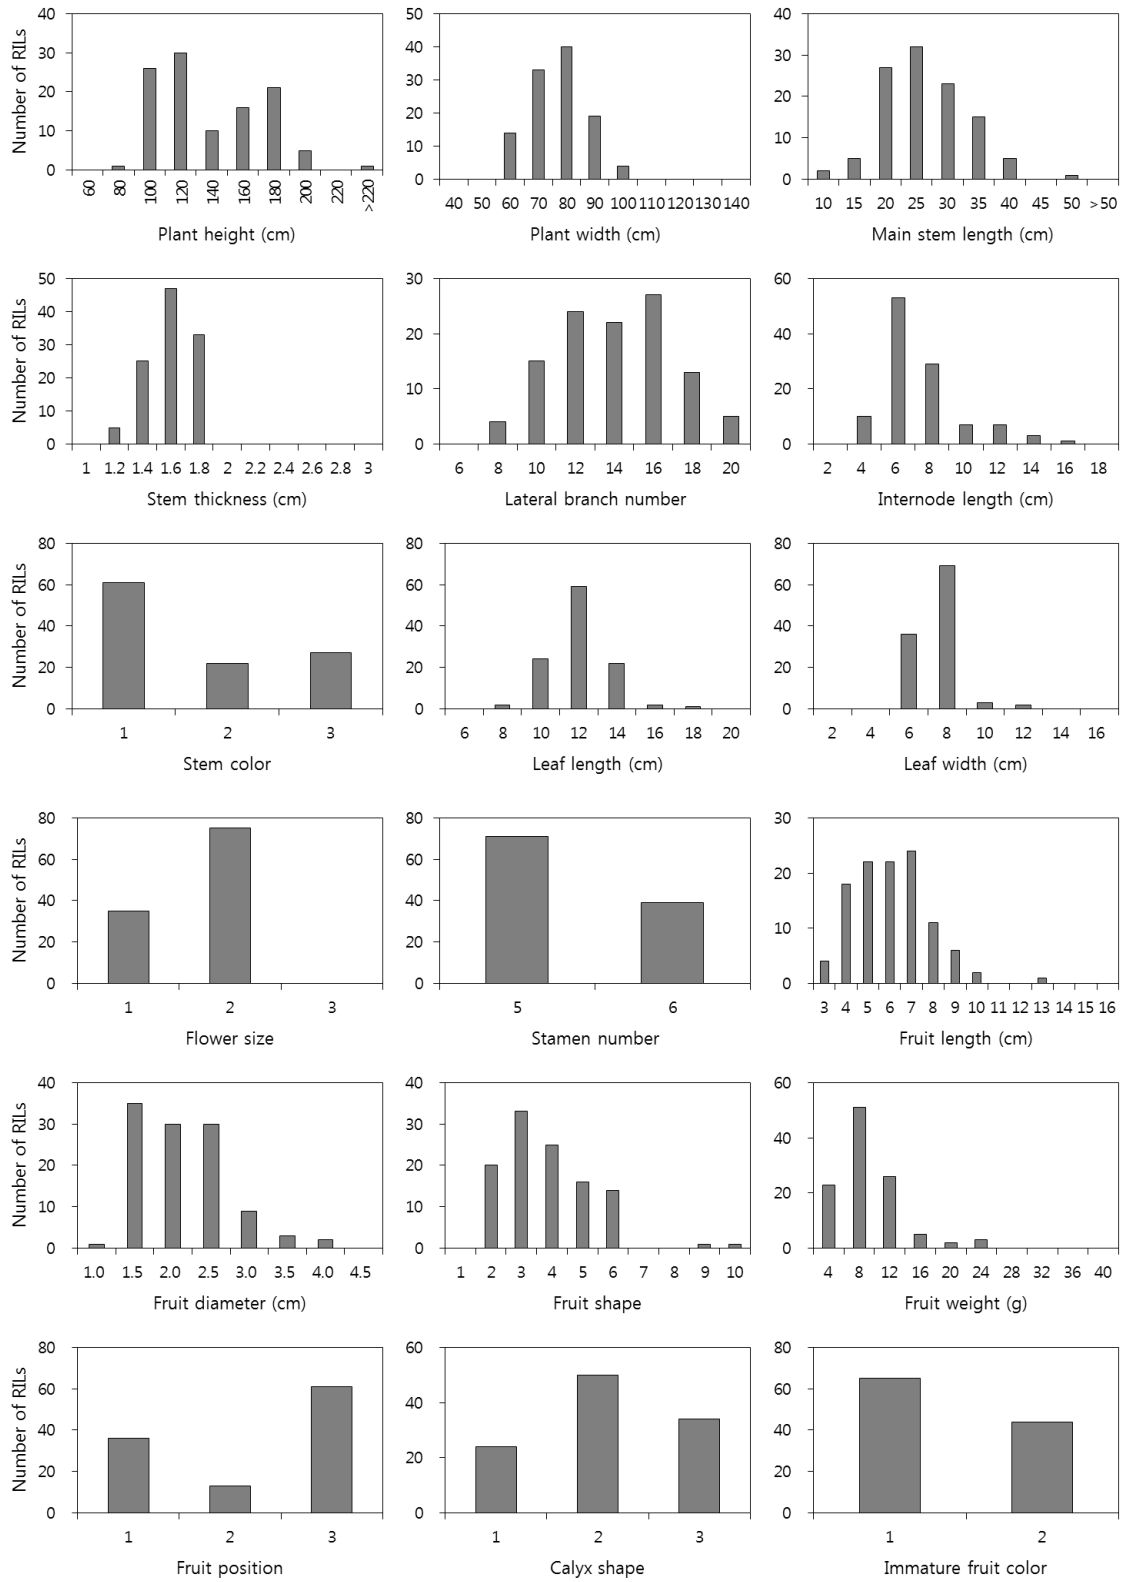 40
30
20
10
0
Number of RILs
60 80 100 120 140 160 180 200 220 >220
Plant height (cm)
50
40
30
20
10
0
40 50 60 70 80 90 100 110 120 130 140
Plant width (cm)
40
30
20
10
0
10 15 20 25 30 35 40 45 50 >50
Main stem length (cm)
50
40
30
20
10
0
Number of RILs
1 1.2 1.4 1.6 1.8 2 2.2 2.4 2.6 2.8 3
Stem thickness (cm)
30
20
10
0
6 8 10 12 14 16 18 20
Lateral branch number
60
40
20
0
2 4 6 8 10 12 14 16 18
Internode length (cm)
80
60
40
20
0
Number of RILs
1 2 3
Stem color
80
60
40
20
0
6 8 10 12 14 16 18 20
Leaf length (cm)
80
60
40
20
0
2 4 6 8 10 12 14 16
Leaf width (cm)
80
60
40
20
0
Number of RILs
1 2 3
Flower size
80
60
40
20
0
5 6
Stamen number
30
20
10
0
3 4 5 6 7 8 9 10 11 12 13 14 15 16
Fruit length (cm)
40
30
20
10
0
Number of RILs
1.0 1.5 2.0 2.5 3.0 3.5 4.0 4.5
Fruit diameter (cm)
40
30
20
10
0
1 2 3 4 5 6 7 8 9 10
Fruit shape
60
40
20
0
4 8 12 16 20 24 28 32 36 40
Fruit weight (g)
80
60
40
20
0
Number of RILs
1 2 3
Fruit position
60
40
20
0
1 2 3
Calyx shape
80
60
40
20
0
1 2
Immature fruit color